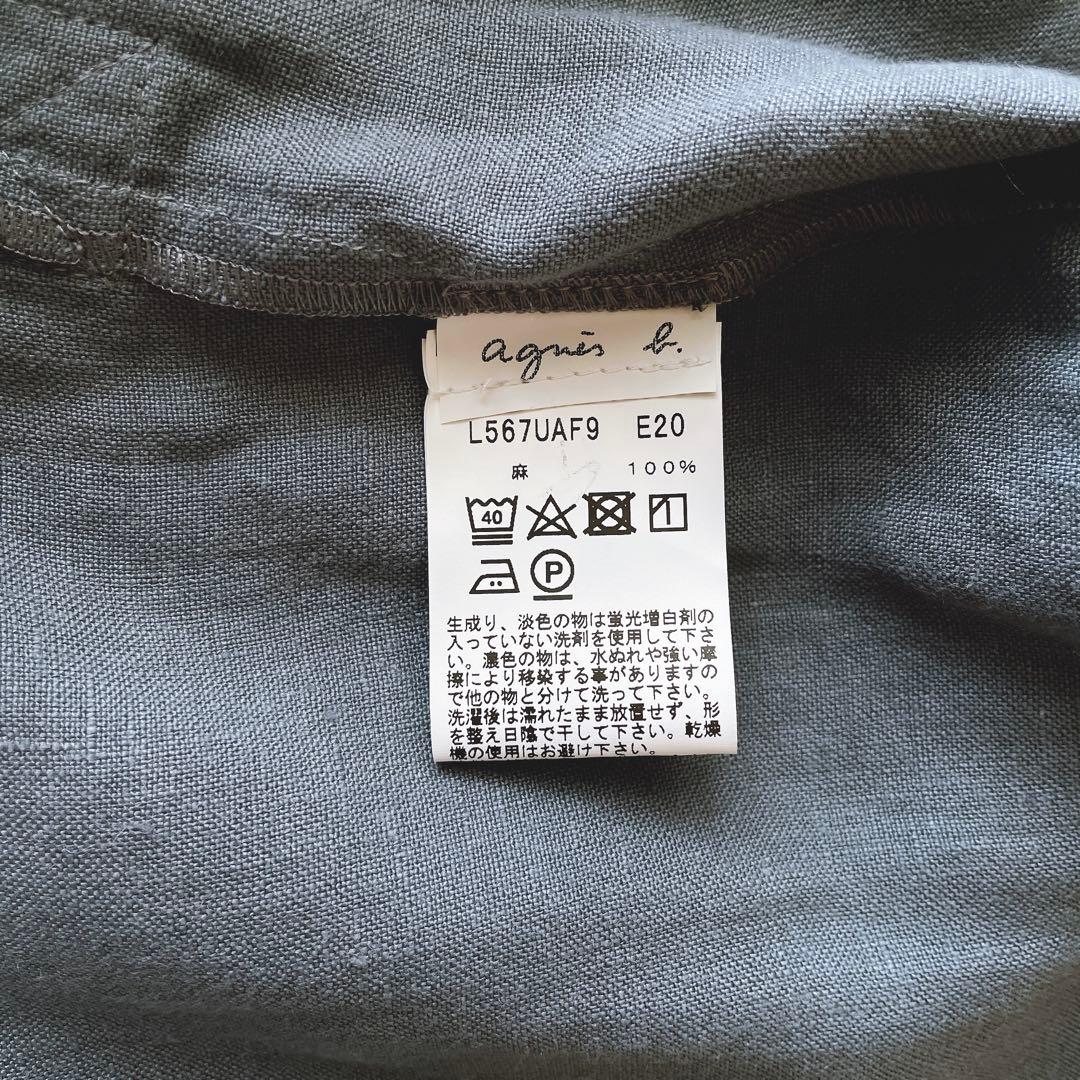 agnès b.
L567UAF9 E20
麻 100%
40
P
生成り、淡色の物は蛍光増白剤の
入っていない洗剤を使用して下さ
い。濃色の物は、水ぬれや強い摩
擦により移染する事がありますの
で他の物と分けて洗って下さい。
洗濯後は濡れたまま放置せず、形
を整え日陰で干して下さい。乾燥
機の使用はお避け下さい。